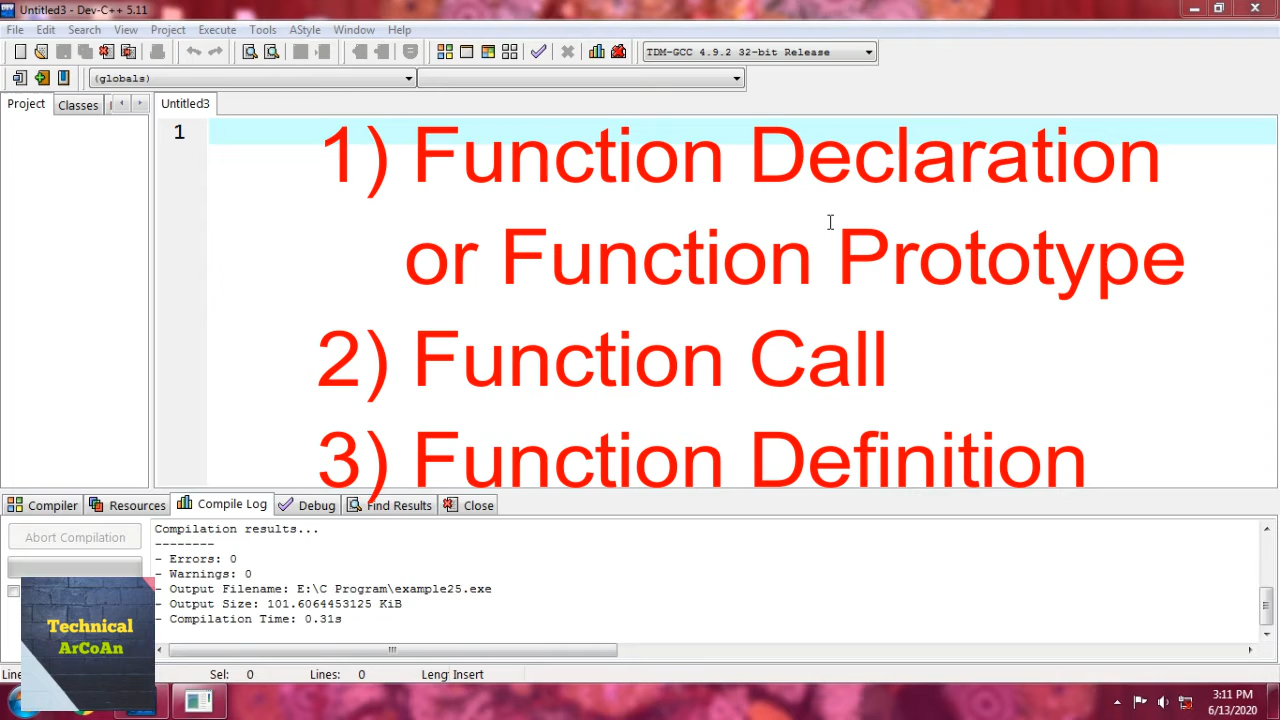 Untitled3 - Dev-C++ 5.11
File Edit Search View Project Execute Tools AStyle Window Help
TDM-GCC 4.9.2 32-bit Release
(globals)
Project Classes
Untitled3
1
1) Function Declaration
or Function Prototype
2) Function Call
3) Function Definition
Compiler Resources Compile Log Debug Find Results Close
Abort Compilation
Compilation results...
--------
- Errors: 0
- Warnings: 0
- Output Filename: E:\C Program\example25.exe
- Output Size: 101.6064453125 KiB
- Compilation Time: 0.31s
Technical
ArCoAn
Line Sel: 0 Lines: 0 Leng Insert
3:11 PM
6/13/2020